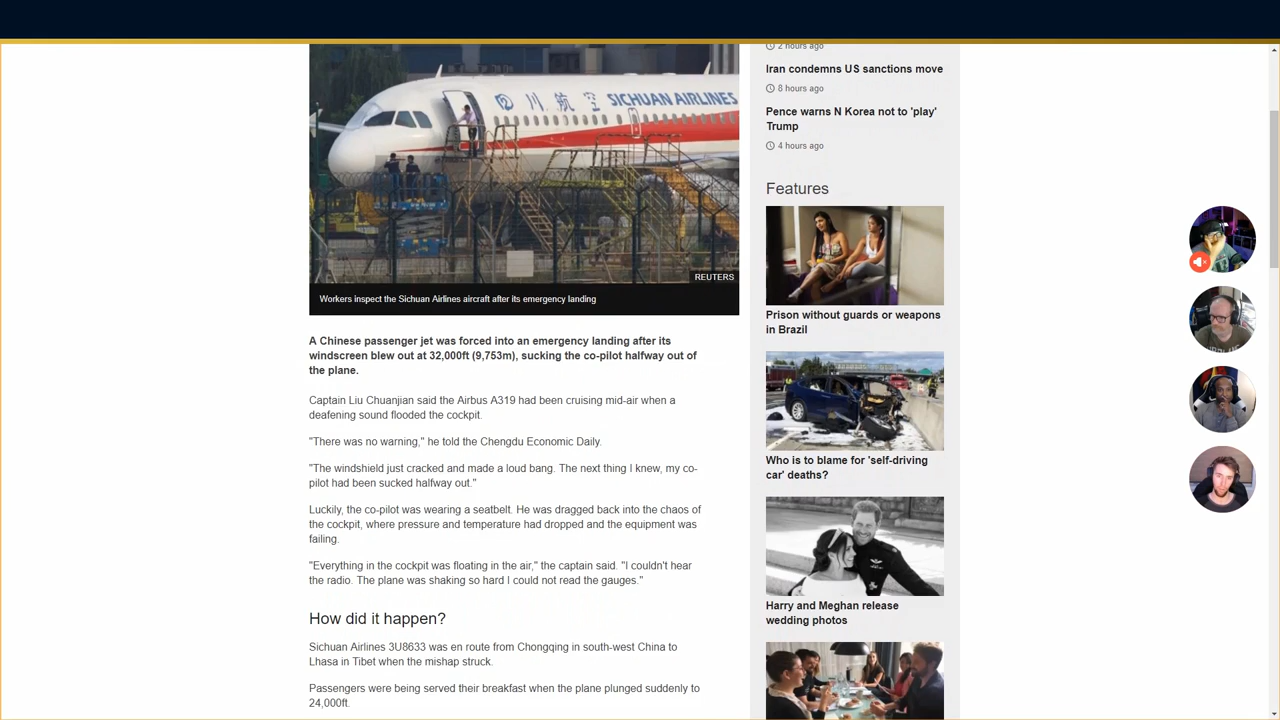 四川航空 SICHUAN AIRLINES
REUTERS
Workers inspect the Sichuan Airlines aircraft after its emergency landing
A Chinese passenger jet was forced into an emergency landing after its
windscreen blew out at 32,000ft (9,753m), sucking the co-pilot halfway out of
the plane.
Captain Liu Chuanjian said the Airbus A319 had been cruising mid-air when a
deafening sound flooded the cockpit.
"There was no warning," he told the Chengdu Economic Daily.
"The windshield just cracked and made a loud bang. The next thing I knew, my co-
pilot had been sucked halfway out."
Luckily, the co-pilot was wearing a seatbelt. He was dragged back into the chaos of
the cockpit, where pressure and temperature had dropped and the equipment was
failing.
"Everything in the cockpit was floating in the air," the captain said. "I couldn't hear
the radio. The plane was shaking so hard I could not read the gauges."
How did it happen?
Sichuan Airlines 3U8633 was en route from Chongqing in south-west China to
Lhasa in Tibet when the mishap struck.
Passengers were being served their breakfast when the plane plunged suddenly to
24,000ft.
2 hours ago
Iran condemns US sanctions move
8 hours ago
Pence warns N Korea not to 'play'
Trump
4 hours ago
Features
Prison without guards or weapons
in Brazil
Who is to blame for 'self-driving
car' deaths?
Harry and Meghan release
wedding photos